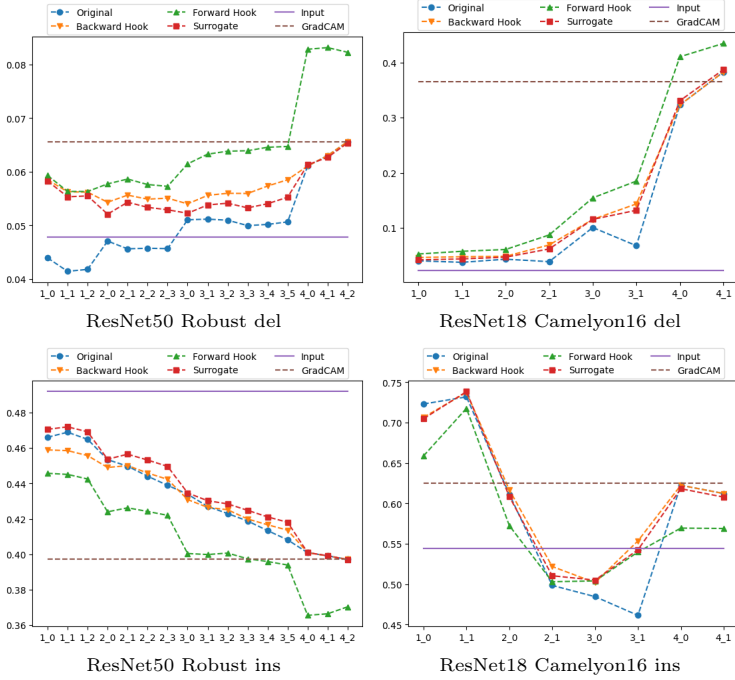 Original Forward Hook Input
Backward Hook Surrogate GradCAM
0.08
0.07
0.06
0.05
0.04
1_0 1_1 1_2 2_0 2_1 2_2 2_3 3_0 3_1 3_2 3_3 3_4 3_5 4_0 4_1 4_2
ResNet50 Robust del
Original Forward Hook Input
Backward Hook Surrogate GradCAM
0.4
0.3
0.2
0.1
1_0 1_1 2_0 2_1 3_0 3_1 4_0 4_1
ResNet18 Camelyon16 del
Original Forward Hook Input
Backward Hook Surrogate GradCAM
0.48
0.46
0.44
0.42
0.40
0.38
0.36
1_0 1_1 1_2 2_0 2_1 2_2 2_3 3_0 3_1 3_2 3_3 3_4 3_5 4_0 4_1 4_2
ResNet50 Robust ins
Original Forward Hook Input
Backward Hook Surrogate GradCAM
0.75
0.70
0.65
0.60
0.55
0.50
0.45
1_0 1_1 2_0 2_1 3_0 3_1 4_0 4_1
ResNet18 Camelyon16 ins